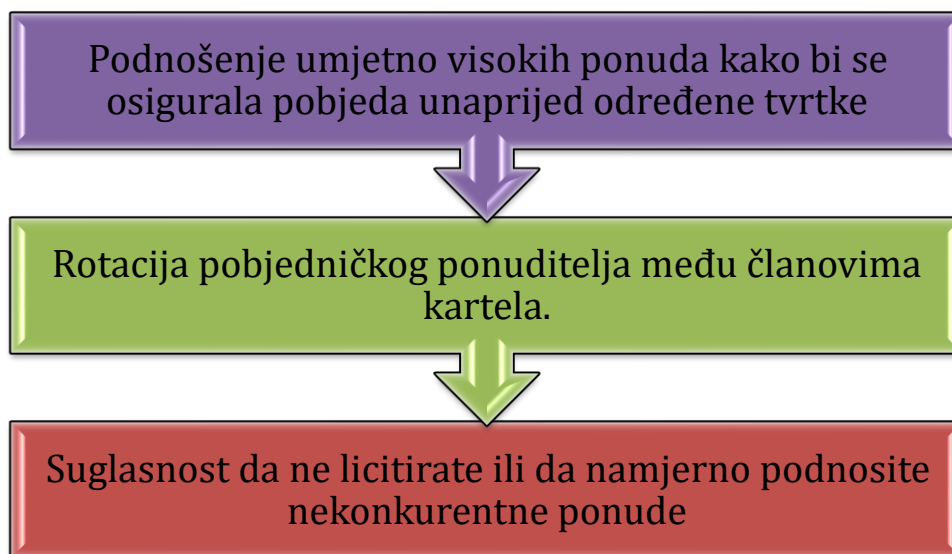 Podnošenje umjetno visokih ponuda kako bi se
osigurala pobjeda unaprijed određene tvrtke
Rotacija pobjedničkog ponuditelja među članovima
kartela.
Suglasnost da ne licitirate ili da namjerno podnosite
nekonkurentne ponude